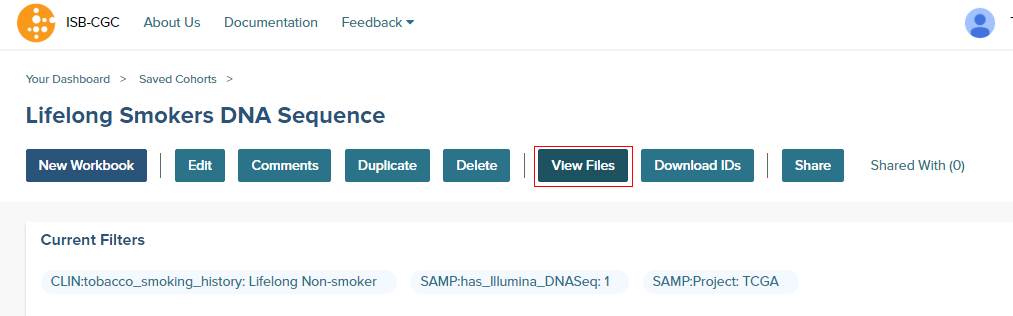 ISB-CGC About Us Documentation Feedback
Your Dashboard > Saved Cohorts >
Lifelong Smokers DNA Sequence
New Workbook Edit Comments Duplicate Delete View Files Download IDs Share Shared With (0)
Current Filters
CLIN:tobacco_smoking_history: Lifelong Non-smoker SAMP:has_Illumina_DNASeq: 1 SAMP:Project: TCGA